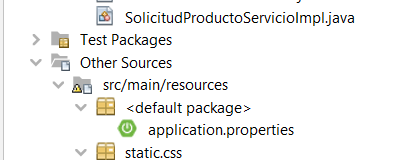 SolicitudProductoServicioImpl.java
Test Packages
Other Sources
src/main/resources
<default package>
application.properties
static.css